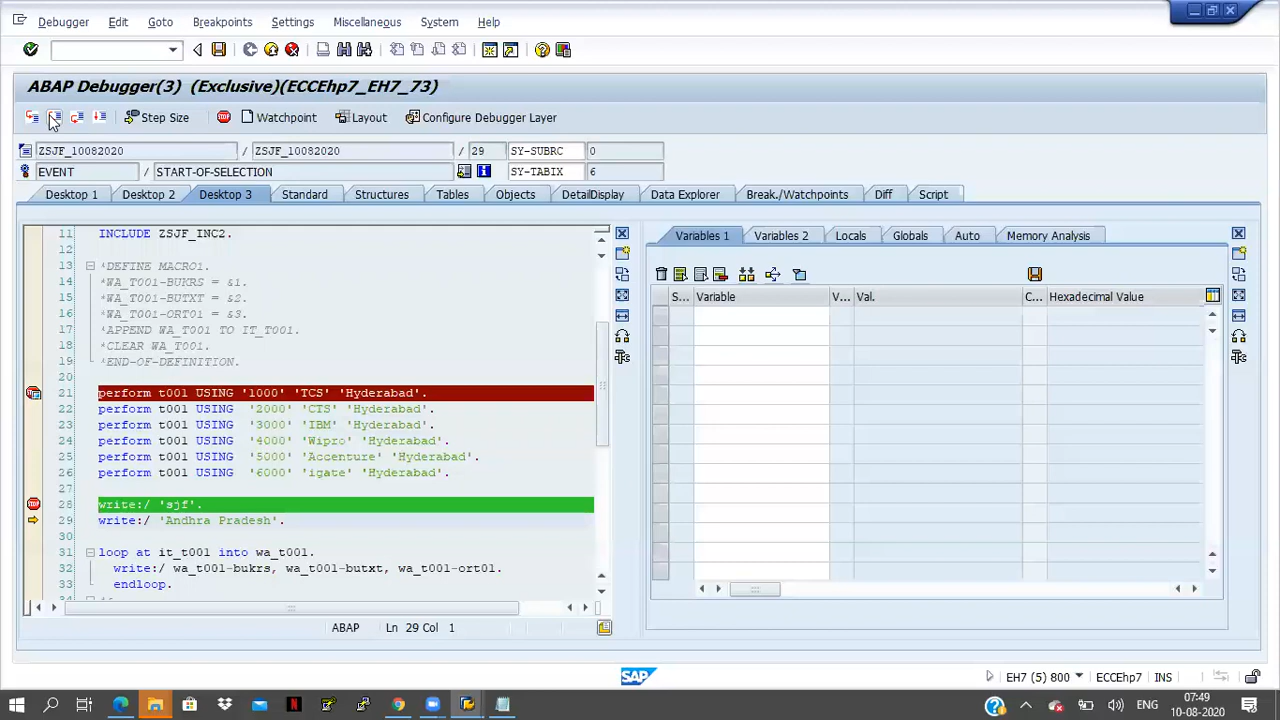 Debugger Edit Goto Breakpoints Settings Miscellaneous System Help
ABAP Debugger(3) (Exclusive)(ECCEhp7_EH7_73)
Step Size Watchpoint Layout Configure Debugger Layer
ZSJF_10082020 / ZSJF_10082020 / 29 SY-SUBRC 0
EVENT / START-OF-SELECTION SY-TABIX 6
Desktop 1 Desktop 2 Desktop 3 Standard Structures Tables Objects DetailDisplay Data Explorer Break./Watchpoints Diff Script
11 INCLUDE ZSJF_INC2.
12
13 *DEFINE MACRO1.
14 *WA_T001-BUKRS = &1.
15 *WA_T001-BUTXT = &2.
16 *WA_T001-ORT01 = &3.
17 *APPEND WA_T001 TO IT_T001.
18 *CLEAR WA_T001.
19 *END-OF-DEFINITION.
20
21 perform t001 USING '1000' 'TCS' 'Hyderabad'.
22 perform t001 USING '2000' 'CTS' 'Hyderabad'.
23 perform t001 USING '3000' 'IBM' 'Hyderabad'.
24 perform t001 USING '4000' 'Wipro' 'Hyderabad'.
25 perform t001 USING '5000' 'Accenture' 'Hyderabad'.
26 perform t001 USING '6000' 'igate' 'Hyderabad'.
27
28 write:/ 'sjf'.
29 write:/ 'Andhra Pradesh'.
30
31 loop at it_t001 into wa_t001.
32 write:/ wa_t001-bukrs, wa_t001-butxt, wa_t001-ort01.
33 endloop.
ABAP Ln 29 Col 1
Variables 1 Variables 2 Locals Globals Auto Memory Analysis
S... Variable V... Val. C... Hexadecimal Value
SAP EH7 (5) 800 ECCEhp7 INS
ENG 07:49
10-08-2020